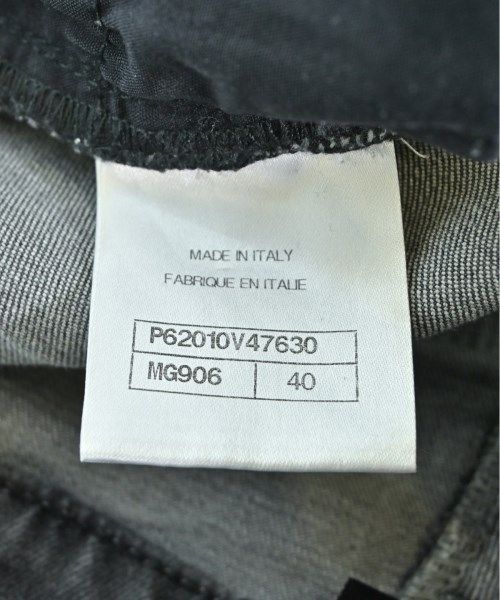 MADE IN ITALY
FABRIQUE EN ITALIE
P62010V47630
MG906 40